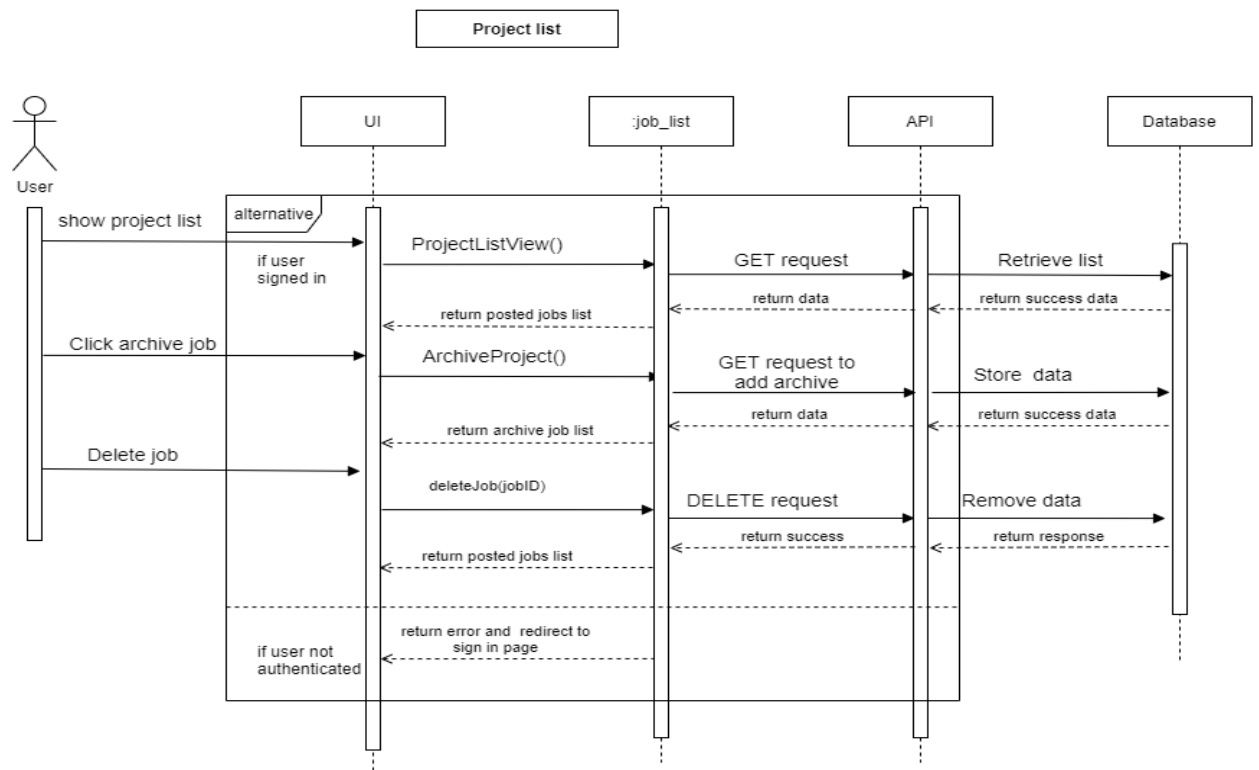 Project list
UI
:job_list
API
Database
User
show project list
alternative
if user
signed in
ProjectListView()
GET request
Retrieve list
return data
return success data
return posted jobs list
Click archive job
ArchiveProject()
GET request to
add archive
Store data
return data
return success data
return archive job list
Delete job
deleteJob(jobID)
DELETE request
Remove data
return success
return response
return posted jobs list
if user not
authenticated
return error and redirect to
sign in page